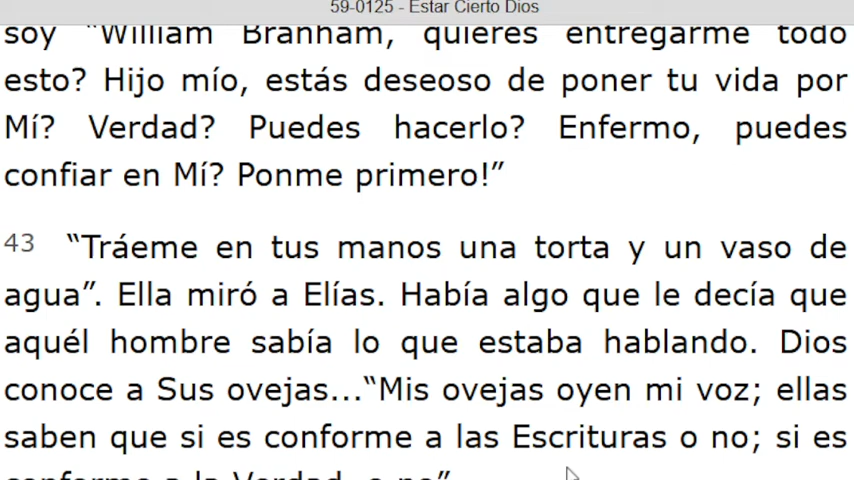 59-0125 - Estar Cierto Dios
soy “William Branham, quieres entregarme todo
esto? Hijo mío, estás deseoso de poner tu vida por
Mí? Verdad? Puedes hacerlo? Enfermo, puedes
confiar en Mí? Ponme primero!”
43 “Tráeme en tus manos una torta y un vaso de
agua”. Ella miró a Elías. Había algo que le decía que
aquél hombre sabía lo que estaba hablando. Dios
conoce a Sus ovejas...“Mis ovejas oyen mi voz; ellas
saben que si es conforme a las Escrituras o no; si es
conforme a la Verdad, o no”